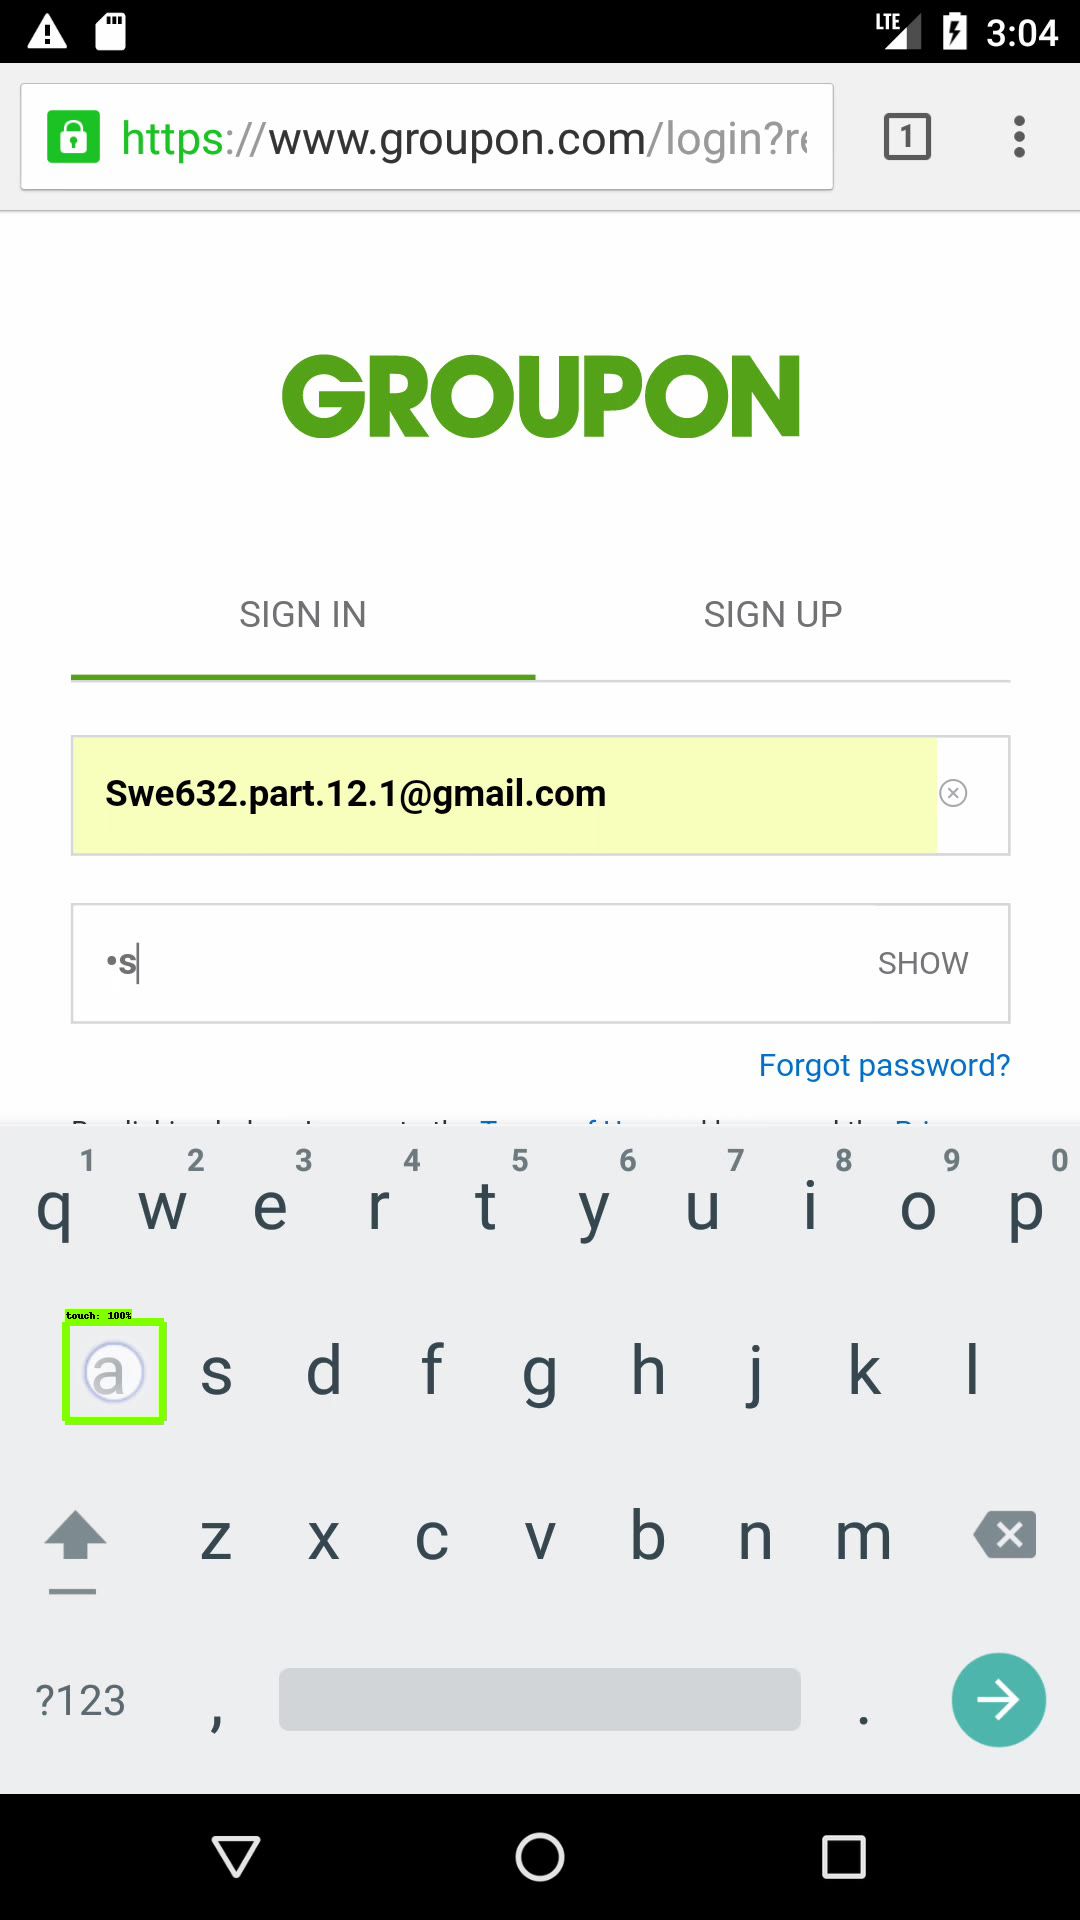 LTE 3:04
https://www.groupon.com/login?re
1
GROUPON
SIGN IN SIGN UP
Swe632.part.12.1@gmail.com
•s SHOW
Forgot password?
1 2 3 4 5 6 7 8 9 0
q w e r t y u i o p
touch: 100%
a s d f g h j k l
z x c v b n m
?123 , .